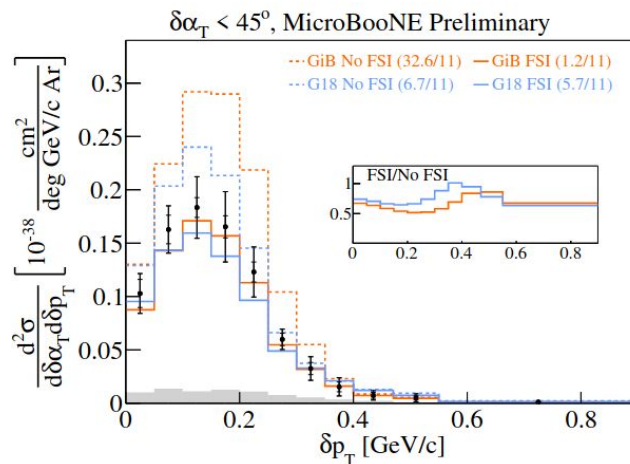 δα_T < 45°, MicroBooNE Preliminary
GiB No FSI (32.6/11) GiB FSI (1.2/11)
G18 No FSI (6.7/11) G18 FSI (5.7/11)
d²σ/dδα_Tdδp_T [10⁻³⁸ cm²/deg GeV/c Ar]
0.3
0.25
0.2
0.15
0.1
0.05
0
FSI/No FSI
1
0.5
0 0.2 0.4 0.6 0.8
0 0.2 0.4 0.6 0.8
δp_T [GeV/c]